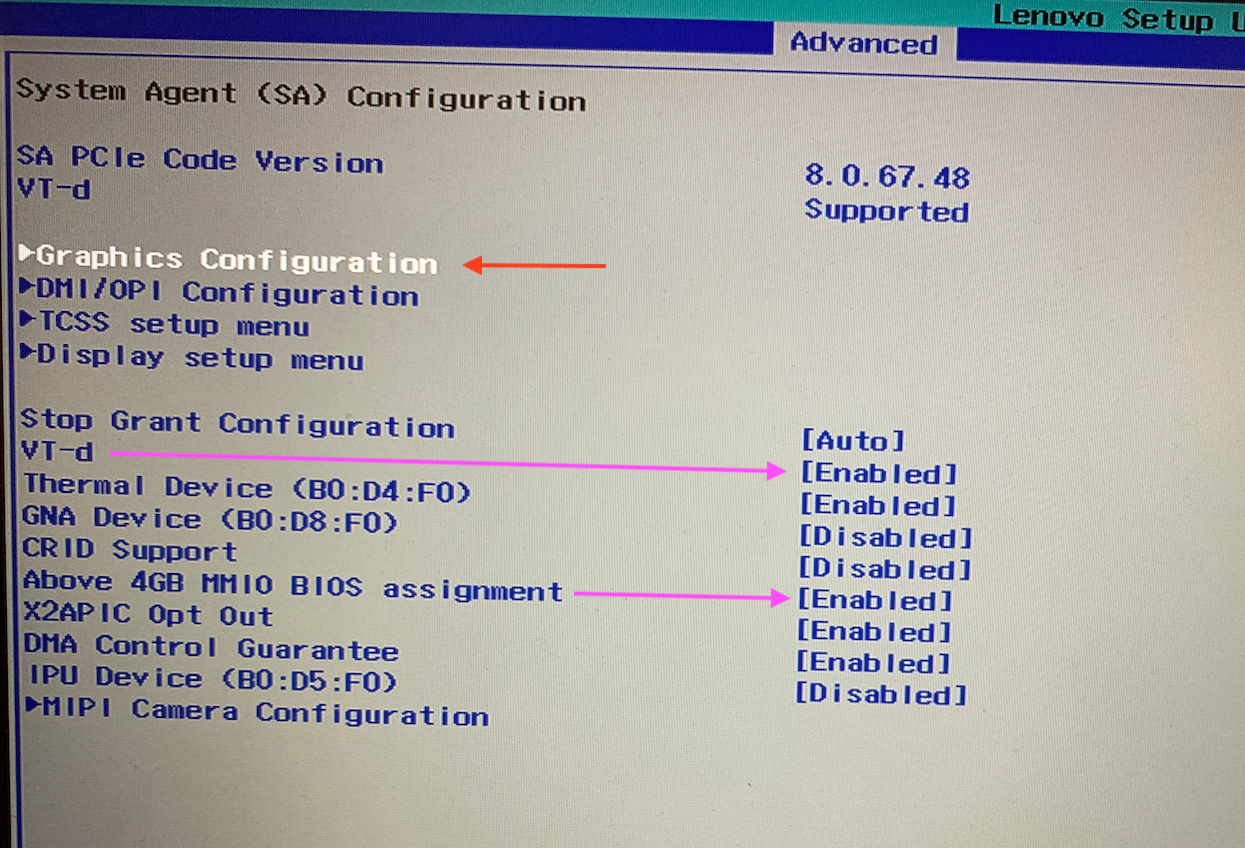 Lenovo Setup
Advanced
System Agent (SA) Configuration
SA PCIe Code Version 8.0.67.48
VT-d Supported
►Graphics Configuration
►DMI/OPI Configuration
►TCSS setup menu
►Display setup menu
Stop Grant Configuration [Auto]
VT-d [Enabled]
Thermal Device (B0:D4:F0) [Enabled]
GNA Device (B0:D8:F0) [Disabled]
CRID Support [Disabled]
Above 4GB MMIO BIOS assignment [Enabled]
X2APIC Opt Out [Enabled]
DMA Control Guarantee [Enabled]
IPU Device (B0:D5:F0) [Disabled]
►MIPI Camera Configuration